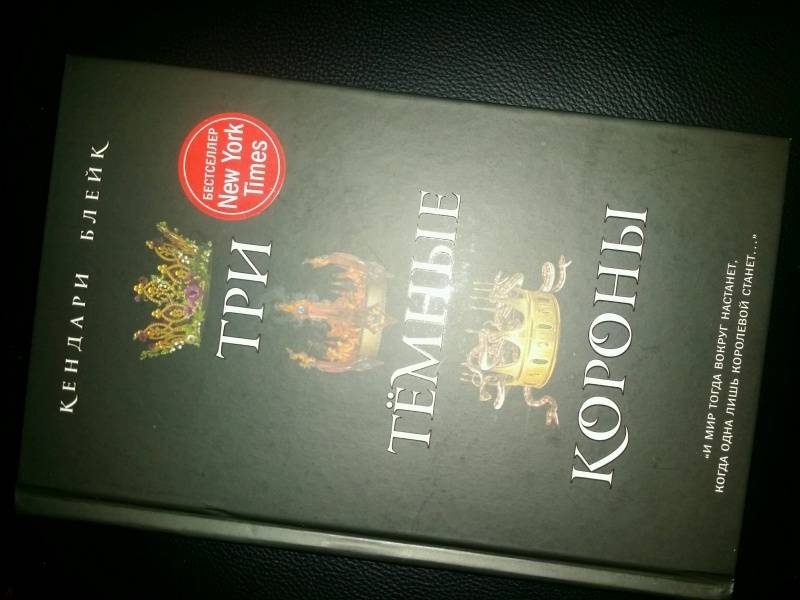 КЕНДАРИ БЛЕЙК
БЕСТСЕЛЛЕР
New York
Times
ТРИ
ТЁМНЫЕ
КОРОНЫ
«И МИР ТОГДА ВОКРУГ НАСТАНЕТ,
КОГДА ОДНА ЛИШЬ КОРОЛЕВОЙ СТАНЕТ...»